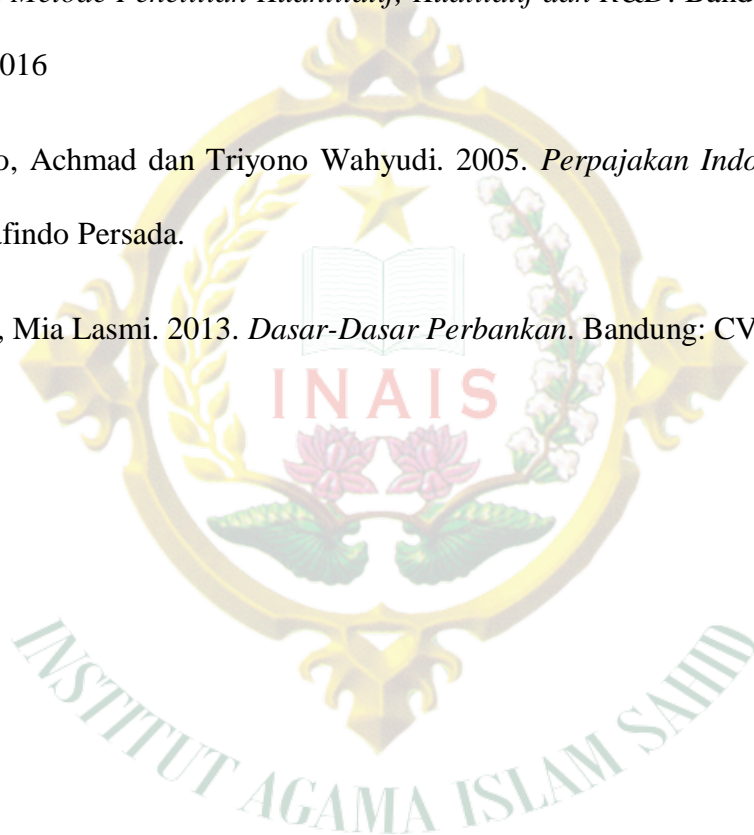 Metode Penelitian Kuantitatif, Kualitatif dan R&D.
016
o, Achmad dan Triyono Wahyudi. 2005. Perpajakan Indo
afindo Persada.
, Mia Lasmi. 2013. Dasar-Dasar Perbankan. Bandung: CV
INAIS
INSTITUT AGAMA ISLAM SAHID